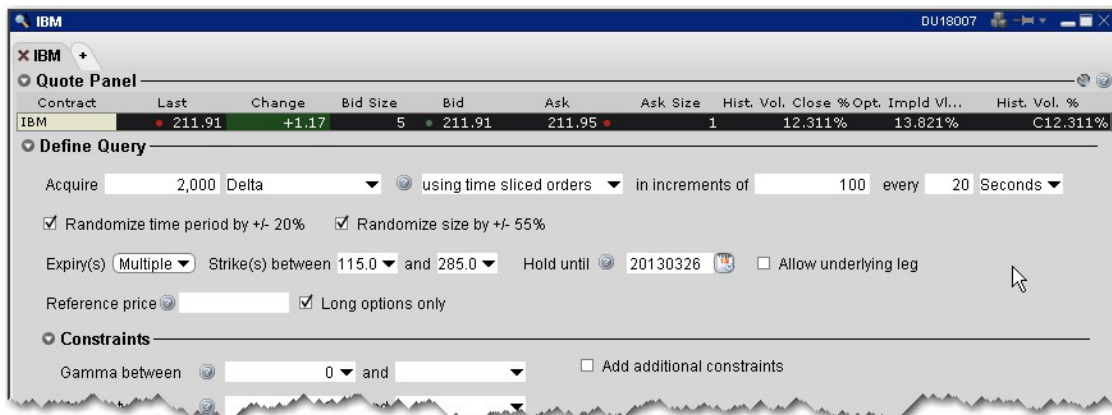 IBM DU18007
IBM +
Quote Panel
Contract Last Change Bid Size Bid Ask Ask Size Hist. Vol. Close % Opt. Impld Vl... Hist. Vol. %
IBM 211.91 +1.17 5 211.91 211.95 1 12.311% 13.821% C12.311%
Define Query
Acquire 2,000 Delta using time sliced orders in increments of 100 every 20 Seconds
Randomize time period by +/- 20% Randomize size by +/- 55%
Expiry(s) Multiple Strike(s) between 115.0 and 285.0 Hold until 20130326 Allow underlying leg
Reference price Long options only
Constraints
Gamma between 0 and Add additional constraints